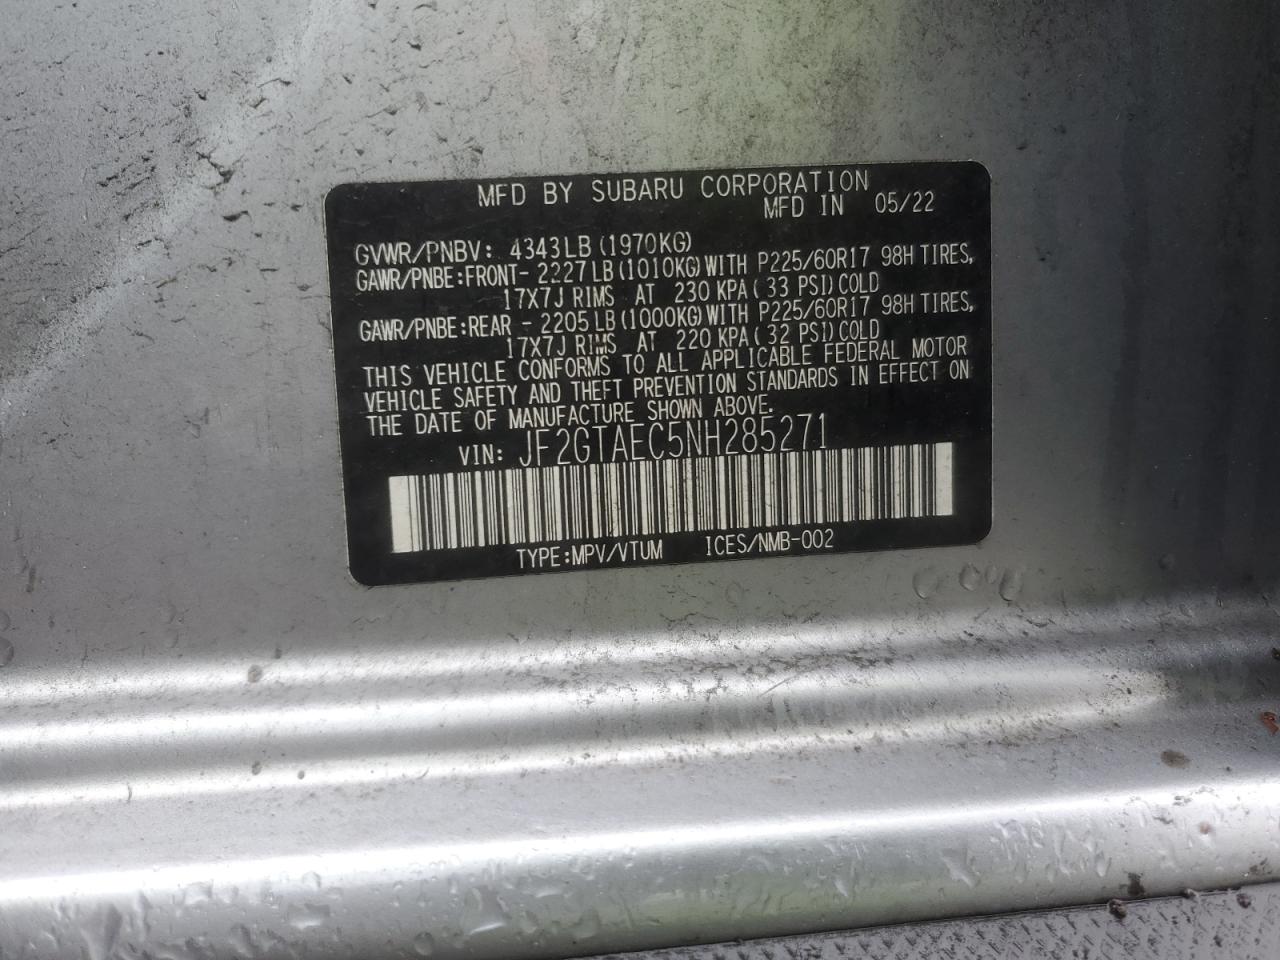 MFD BY SUBARU CORPORATION
MFD IN 05/22
GVWR/PNBV: 4343LB(1970KG)
GAWR/PNBE:FRONT-2227LB(1010KG)WITH P225/60R17 98H TIRES,
17X7J RIMS AT 230 KPA(33 PSI)COLD
GAWR/PNBE:REAR -2205LB(1000KG)WITH P225/60R17 98H TIRES,
17X7J RIMS AT 220 KPA(32 PSI)COLD
THIS VEHICLE CONFORMS TO ALL APPLICABLE FEDERAL MOTOR
VEHICLE SAFETY AND THEFT PREVENTION STANDARDS IN EFFECT ON
THE DATE OF MANUFACTURE SHOWN ABOVE.
VIN: JF2GTAEC5NH285271
TYPE:MPV/VTUM ICES/NMB-002